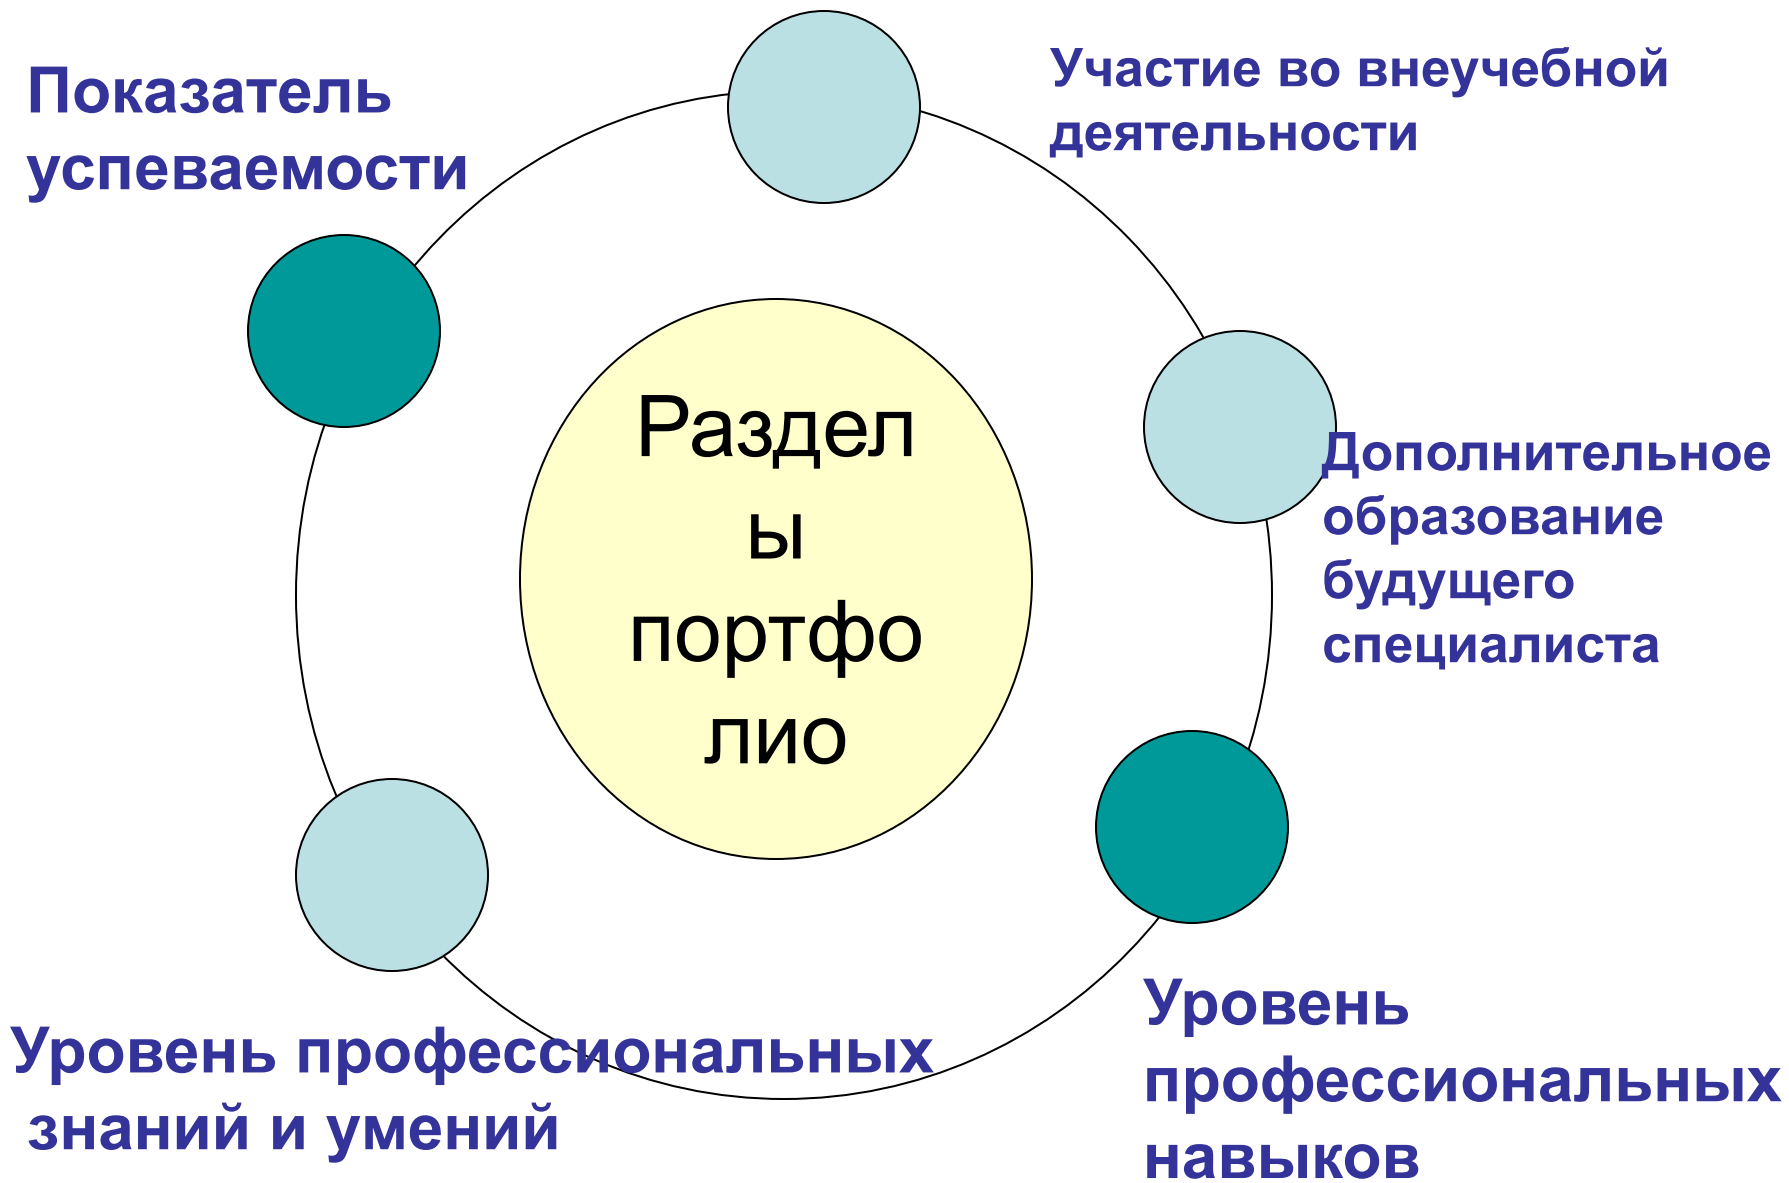 Показатель
успеваемости
Участие во внеучебной
деятельности
Раздел
ы
портфо
лио
Дополнительное
образование
будущего
специалиста
Уровень профессиональных
знаний и умений
Уровень
профессиональных
навыков